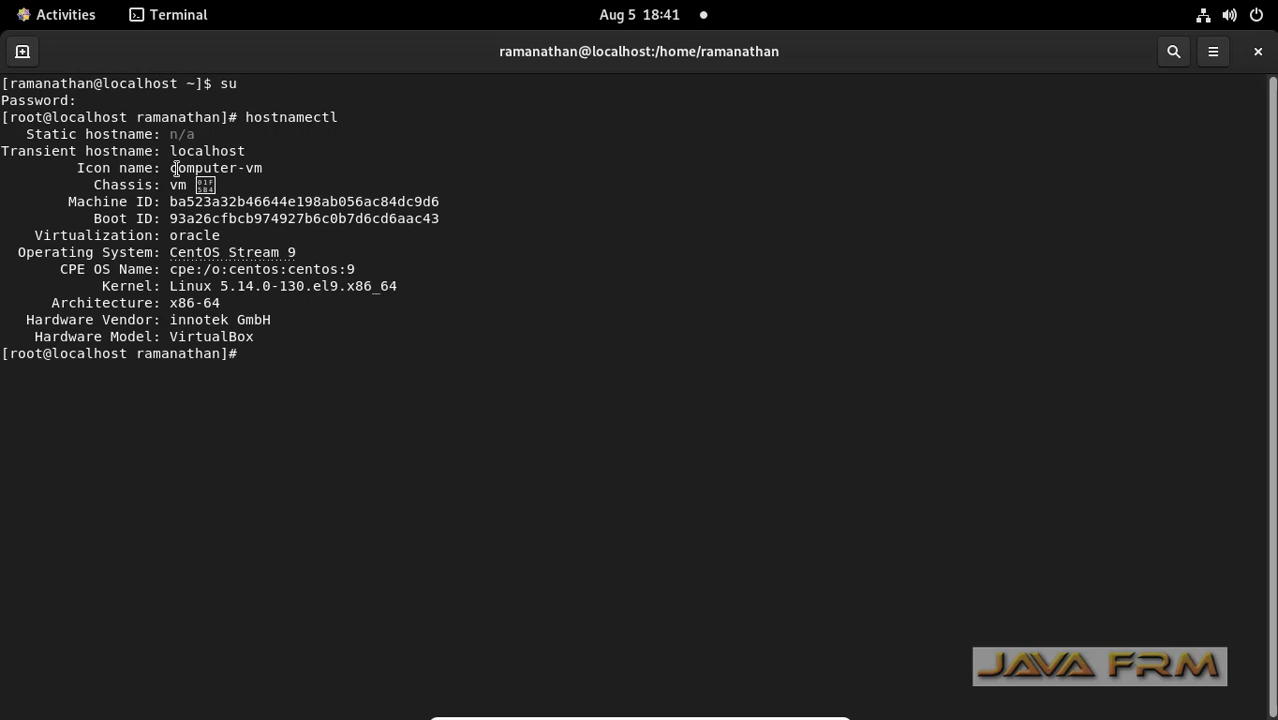 Activities Terminal Aug 5 18:41
ramanathan@localhost:/home/ramanathan
[ramanathan@localhost ~]$ su
Password:
[root@localhost ramanathan]# hostnamectl
Static hostname: n/a
Transient hostname: localhost
Icon name: computer-vm
Chassis: vm
Machine ID: ba523a32b46644e198ab056ac84dc9d6
Boot ID: 93a26cfbcb974927b6c0b7d6cd6aac43
Virtualization: oracle
Operating System: CentOS Stream 9
CPE OS Name: cpe:/o:centos:centos:9
Kernel: Linux 5.14.0-130.el9.x86_64
Architecture: x86-64
Hardware Vendor: innotek GmbH
Hardware Model: VirtualBox
[root@localhost ramanathan]#
JAVA FRM